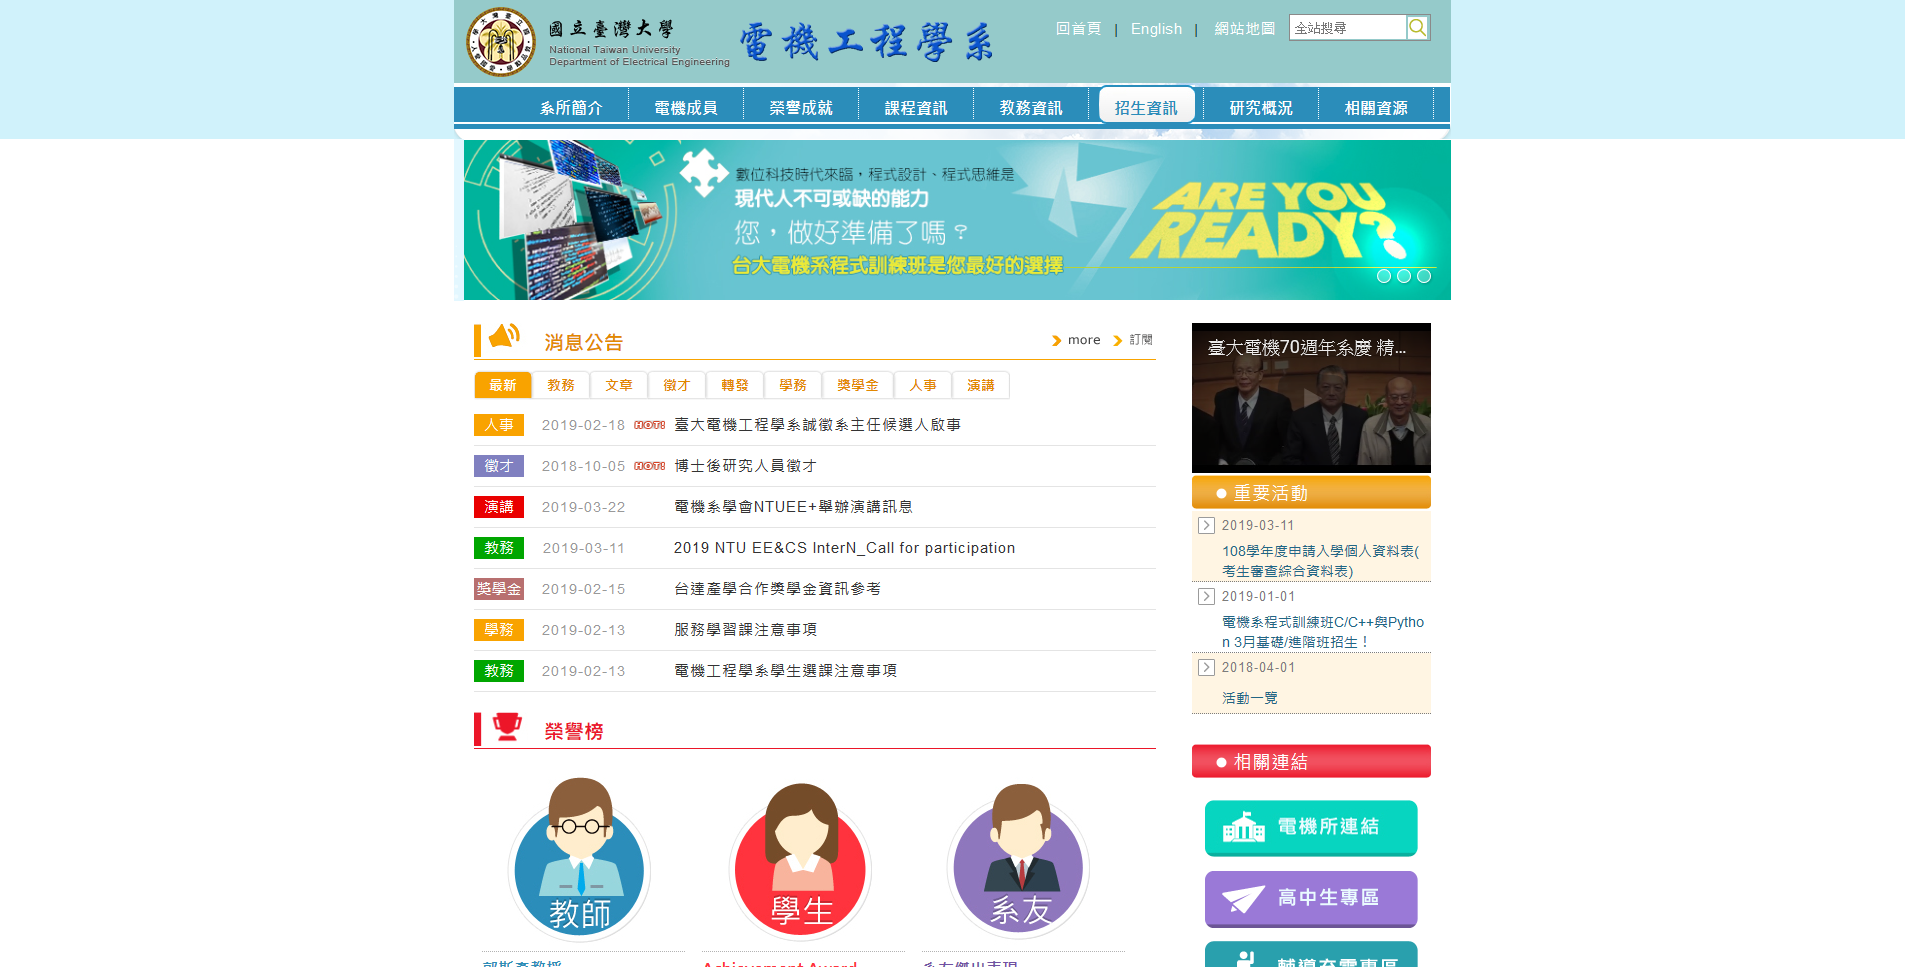 國立臺灣大學
National Taiwan University
Department of Electrical Engineering
電機工程學系
回首頁 | English | 網站地圖
全站搜尋
系所簡介 電機成員 榮譽成就 課程資訊 教務資訊 招生資訊 研究概況 相關資源
數位科技時代來臨，程式設計、程式思維是
現代人不可或缺的能力
您，做好準備了嗎？
台大電機系程式訓練班是您最好的選擇
ARE YOU
READY?
消息公告
more 訂閱
最新 教務 文章 徵才 轉發 學務 獎學金 人事 演講
人事 2019-02-18 HOT! 臺大電機工程學系誠徵系主任候選人啟事
徵才 2018-10-05 HOT! 博士後研究人員徵才
演講 2019-03-22 電機系學會NTUEE+舉辦演講訊息
教務 2019-03-11 2019 NTU EE&CS InterN_Call for participation
獎學金 2019-02-15 台達產學合作獎學金資訊參考
學務 2019-02-13 服務學習課注意事項
教務 2019-02-13 電機工程學系學生選課注意事項
榮譽榜
教師
學生
系友
郭斯彥教授
Achievement Award
系友傑出表現
臺大電機70週年系慶 精...
重要活動
2019-03-11
108學年度申請入學個人資料表(
考生審查綜合資料表)
2019-01-01
電機系程式訓練班C/C++與Pytho
n 3月基礎/進階班招生！
2018-04-01
活動一覽
相關連結
電機所連結
高中生專區
輔導充電專區